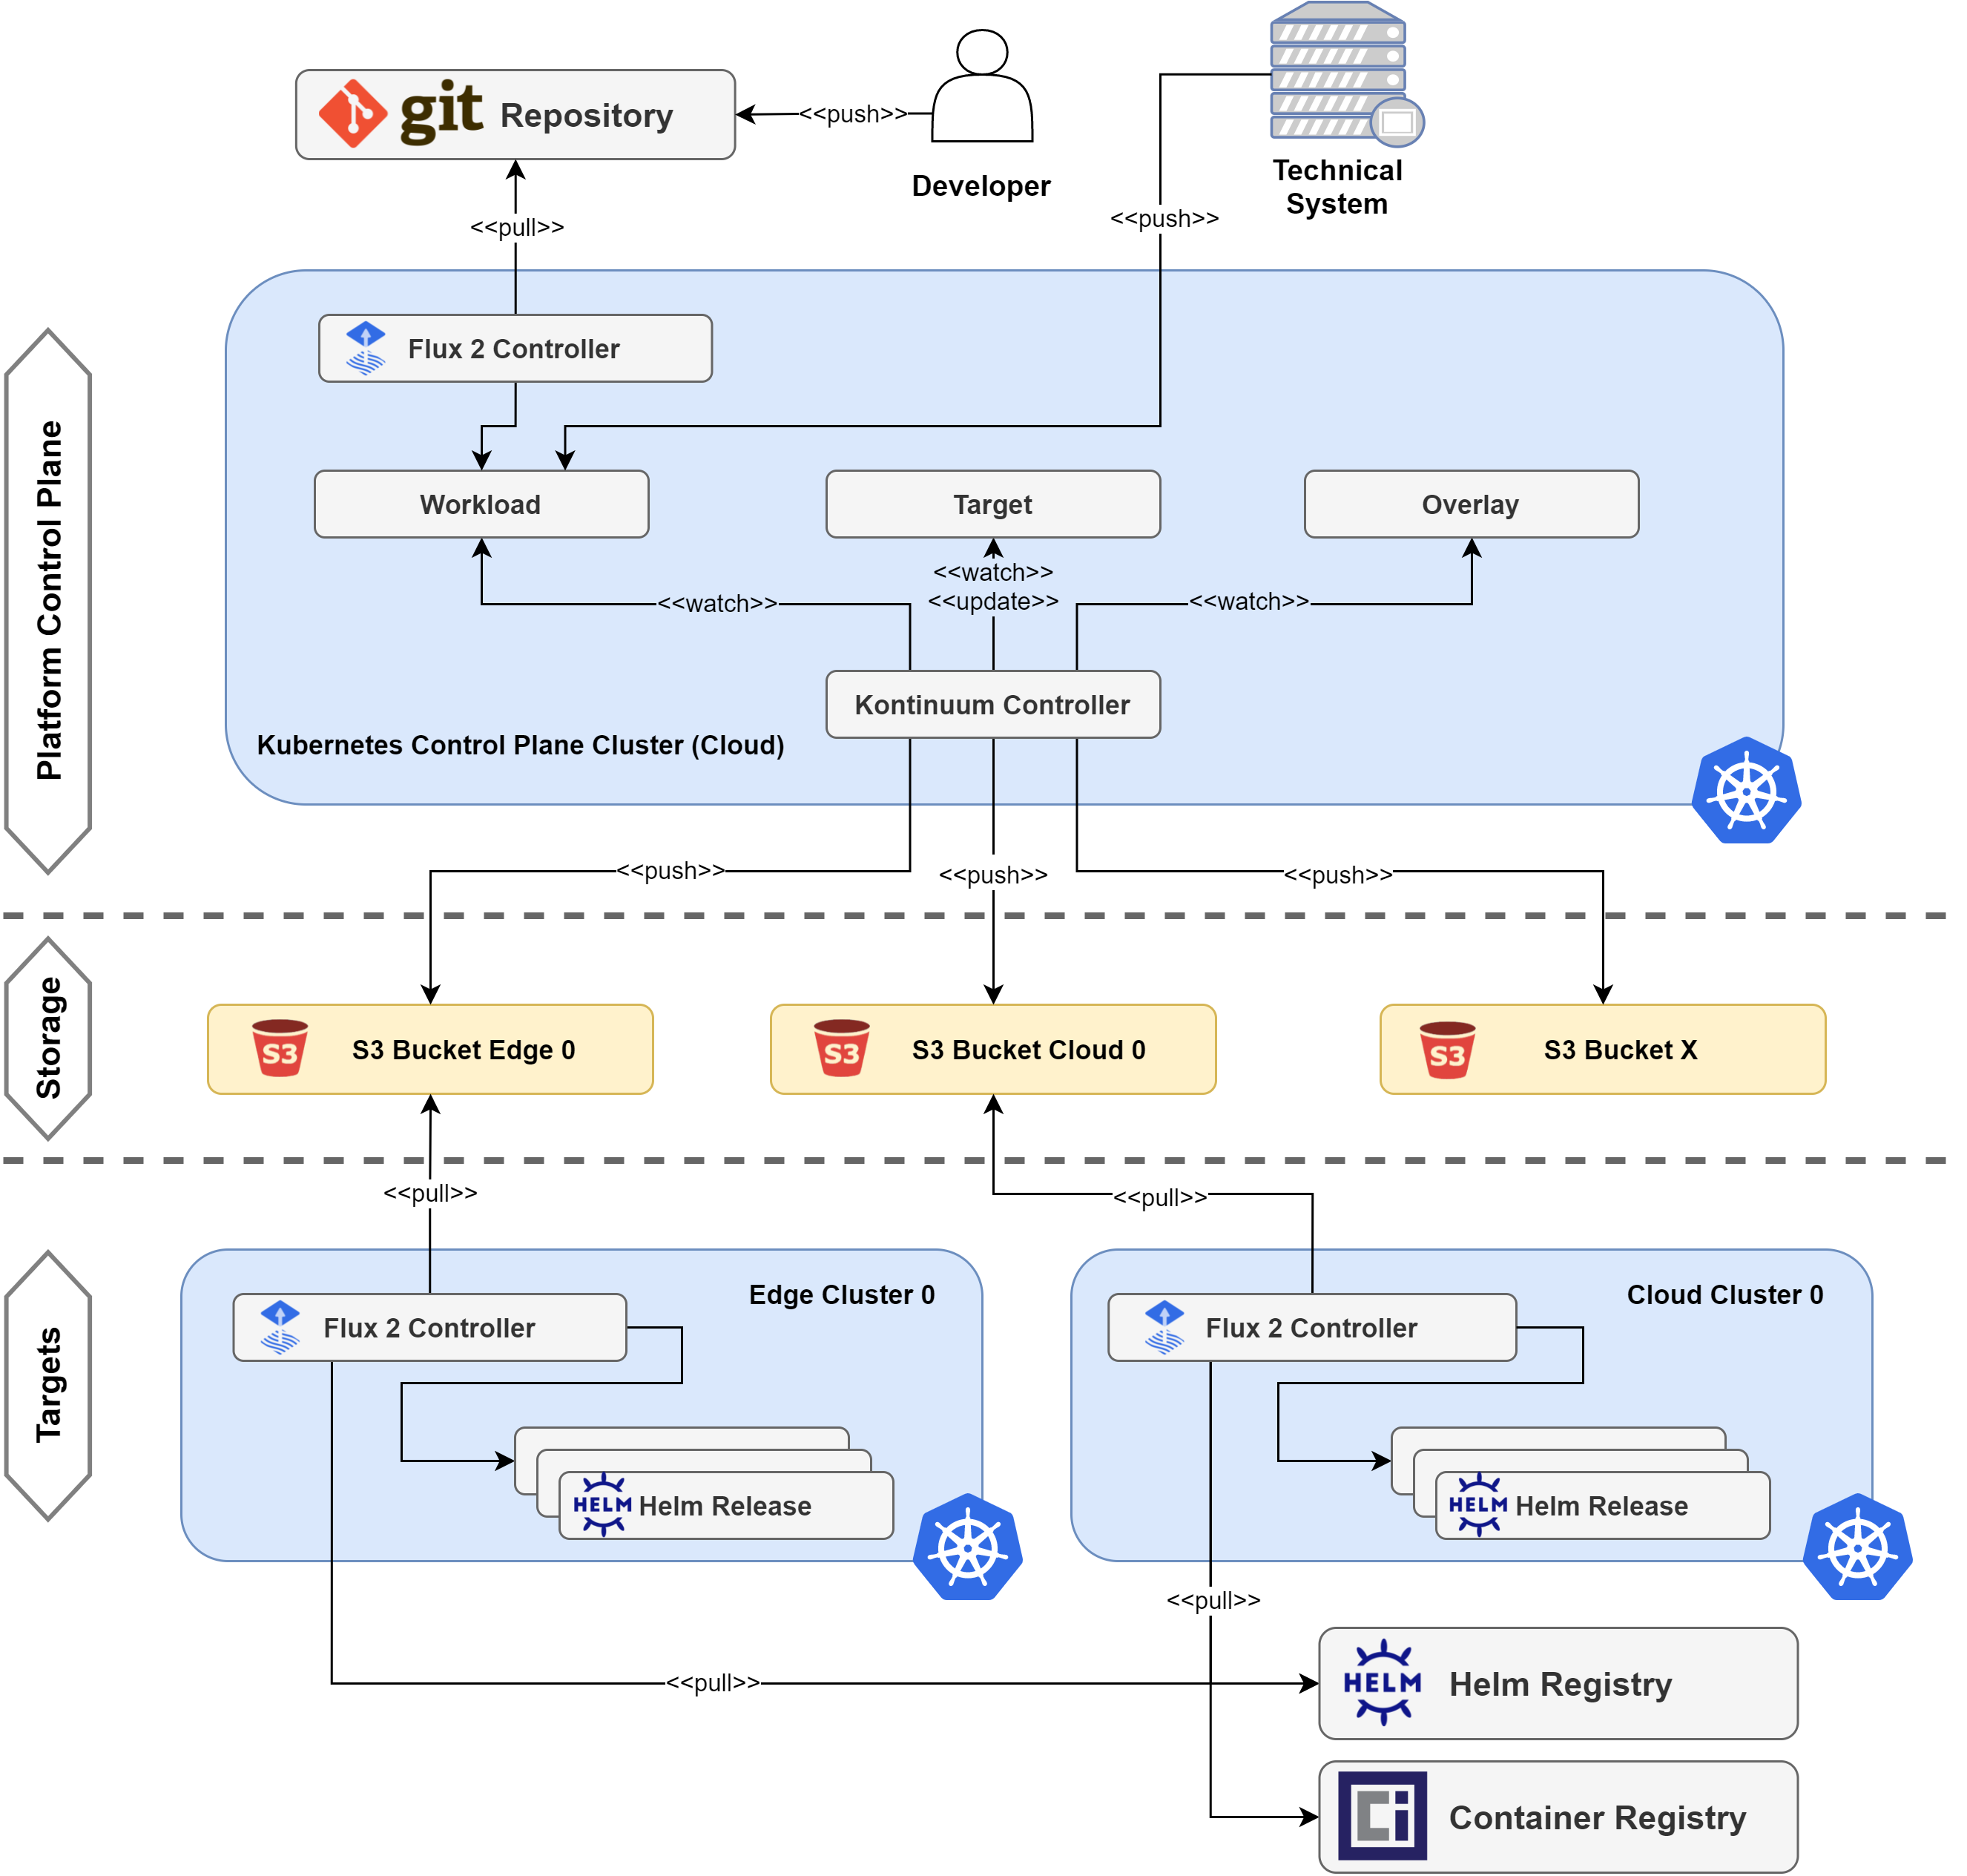 git Repository
<<push>>
Developer
Technical
System
<<pull>>
<<push>>
Platform Control Plane
Flux 2 Controller
Workload
Target
Overlay
<<watch>>
<<watch>>
<<update>>
<<watch>>
Kontinuum Controller
Kubernetes Control Plane Cluster (Cloud)
<<push>>
<<push>>
<<push>>
Storage
S3 S3 Bucket Edge 0
S3 S3 Bucket Cloud 0
S3 S3 Bucket X
<<pull>>
<<pull>>
Targets
Edge Cluster 0
Flux 2 Controller
HELM Helm Release
Cloud Cluster 0
Flux 2 Controller
HELM Helm Release
<<pull>>
<<pull>>
HELM Helm Registry
Ci Container Registry